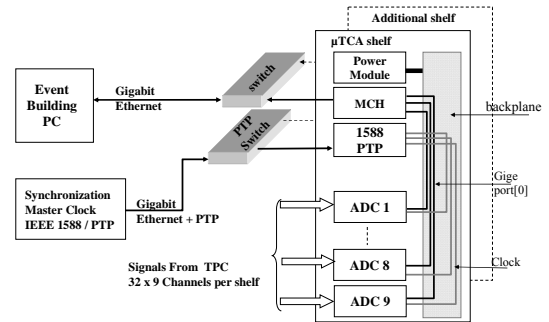 Additional shelf
µTCA shelf
Power
Module
switch
Event
Building
PC
Gigabit
Ethernet
MCH
backplane
PTP
Switch
1588
PTP
Synchronization
Master Clock
IEEE 1588 / PTP
Gigabit
Ethernet + PTP
Gige
port[0]
ADC 1
Signals From TPC
32 x 9 Channels per shelf
ADC 8
Clock
ADC 9